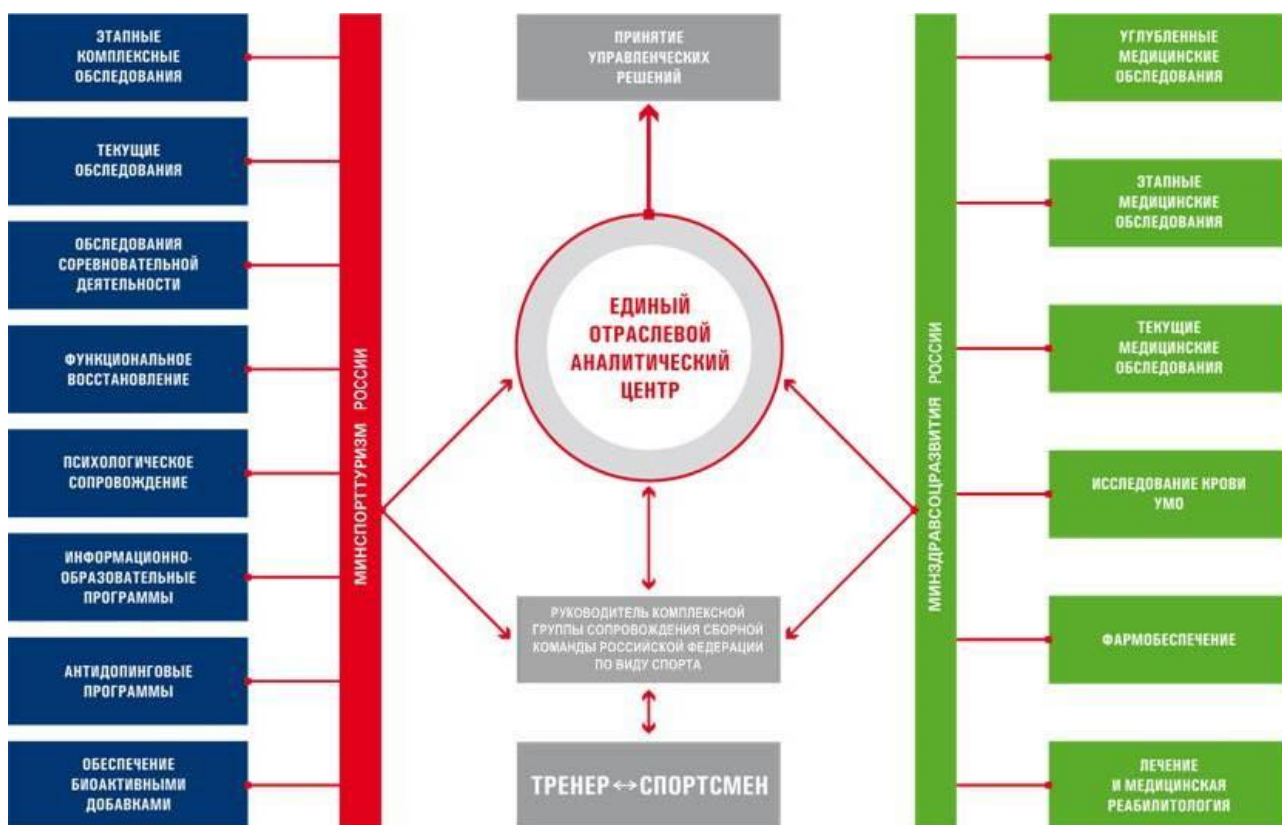 ЭТАПНЫЕ
КОМПЛЕКСНЫЕ
ОБСЛЕДОВАНИЯ
ТЕКУЩИЕ
ОБСЛЕДОВАНИЯ
ОБСЛЕДОВАНИЯ
СОРЕВНОВАТЕЛЬНОЙ
ДЕЯТЕЛЬНОСТИ
ФУНКЦИОНАЛЬНОЕ
ВОССТАНОВЛЕНИЕ
ПСИХОЛОГИЧЕСКОЕ
СОПРОВОЖДЕНИЕ
ИНФОРМАЦИОННО-
ОБРАЗОВАТЕЛЬНЫЕ
ПРОГРАММЫ
АНТИДОПИНГОВЫЕ
ПРОГРАММЫ
ОБЕСПЕЧЕНИЕ
БИОАКТИВНЫМИ
ДОБАВКАМИ
МИНСПОРТТУРИЗМ РОССИИ
ПРИНЯТИЕ
УПРАВЛЕНЧЕСКИХ
РЕШЕНИЙ
ЕДИНЫЙ
ОТРАСЛЕВОЙ
АНАЛИТИЧЕСКИЙ
ЦЕНТР
РУКОВОДИТЕЛЬ КОМПЛЕКСНОЙ
ГРУППЫ СОПРОВОЖДЕНИЯ СБОРНОЙ
КОМАНДЫ РОССИЙСКОЙ ФЕДЕРАЦИИ
ПО ВИДУ СПОРТА
ТРЕНЕР↔СПОРТСМЕН
МИНЗДРАВСОЦРАЗВИТИЯ РОССИИ
УГЛУБЛЕННЫЕ
МЕДИЦИНСКИЕ
ОБСЛЕДОВАНИЯ
ЭТАПНЫЕ
МЕДИЦИНСКИЕ
ОБСЛЕДОВАНИЯ
ТЕКУЩИЕ
МЕДИЦИНСКИЕ
ОБСЛЕДОВАНИЯ
ИССЛЕДОВАНИЕ КРОВИ
УМО
ФАРМОБЕСПЕЧЕНИЕ
ЛЕЧЕНИЕ
И МЕДИЦИНСКАЯ
РЕАБИЛИТОЛОГИЯ